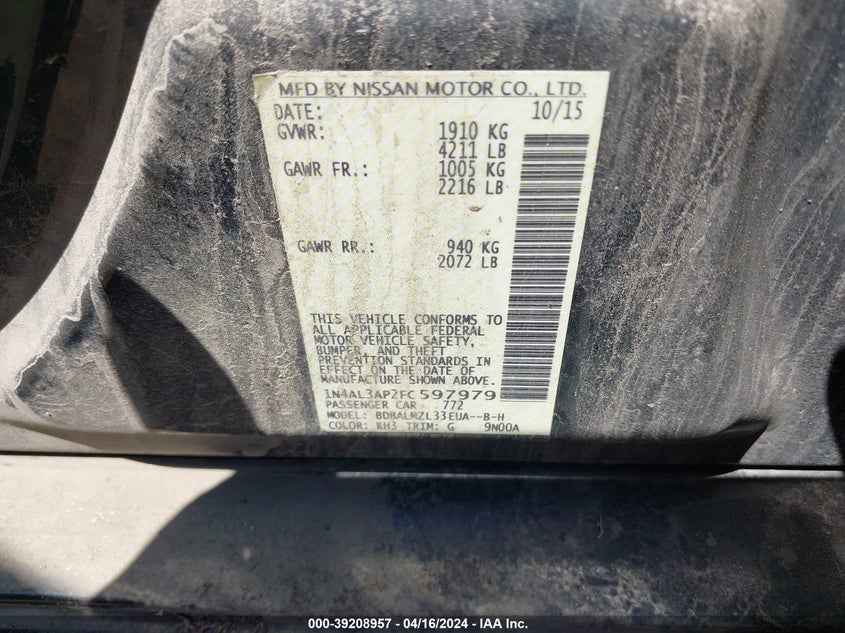 MFD BY NISSAN MOTOR CO., LTD.
DATE: 10/15
GVWR: 1910 KG
4211 LB
GAWR FR.: 1005 KG
2216 LB
GAWR RR.: 940 KG
2072 LB
THIS VEHICLE CONFORMS TO
ALL APPLICABLE FEDERAL
MOTOR VEHICLE SAFETY,
BUMPER, AND THEFT
PREVENTION STANDARDS IN
EFFECT ON THE DATE OF
MANUFACTURE SHOWN ABOVE.
1N4AL3AP2FC597979
PASSENGER CAR 772
MODEL: BDBALMZL33EUA--B-H
COLOR: KH3 TRIM: G 9N00A
000-39208957 - 04/16/2024 - IAA Inc.